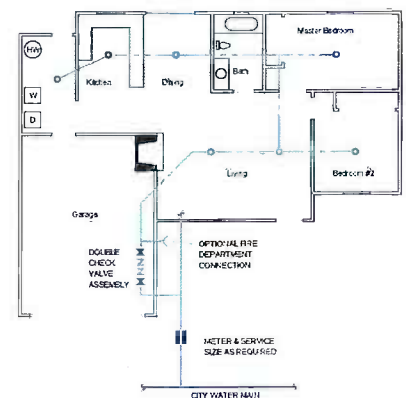 Master Bedroom
HW
Kitchen
Dining
Bath
W
D
Living
Bedroom #2
Garage
OPTIONAL FIRE
DEPARTMENT
CONNECTION
DOUBLE
CHECK
VALVE
ASSEMBLY
METER & SERVICE
SIZE AS REQUIRED
CITY WATER MAIN